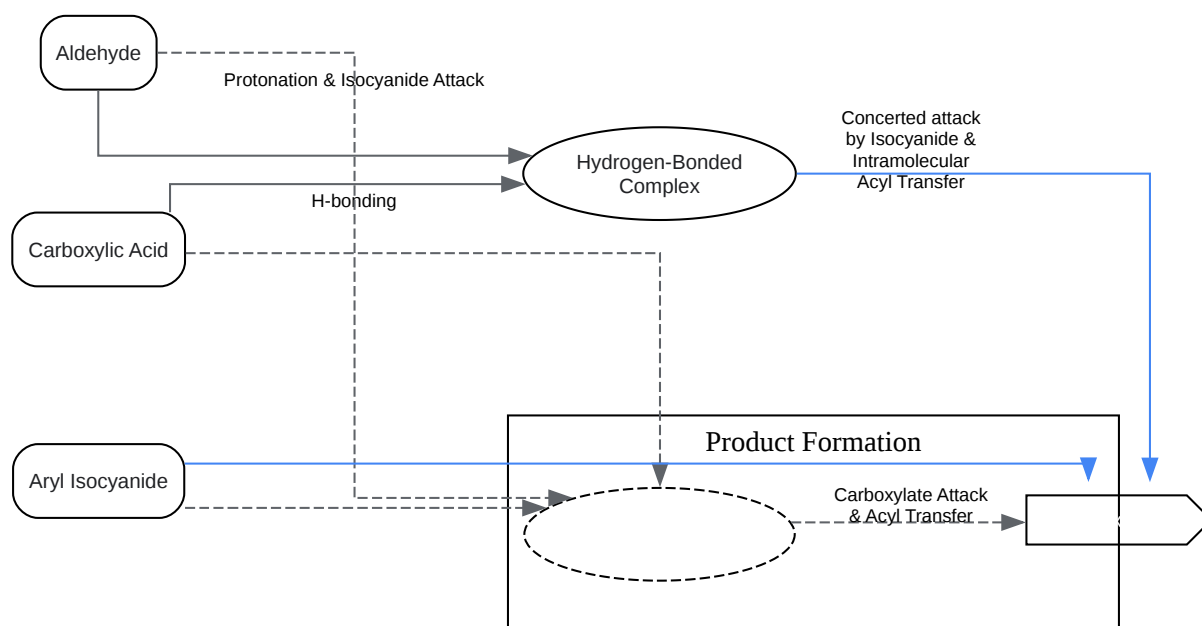 Aldehyde
Protonation & Isocyanide Attack
Concerted attack
by Isocyanide &
Intramolecular
Acyl Transfer
Hydrogen-Bonded
Complex
H-bonding
Carboxylic Acid
Product Formation
Aryl Isocyanide
Carboxylate Attack
& Acyl Transfer